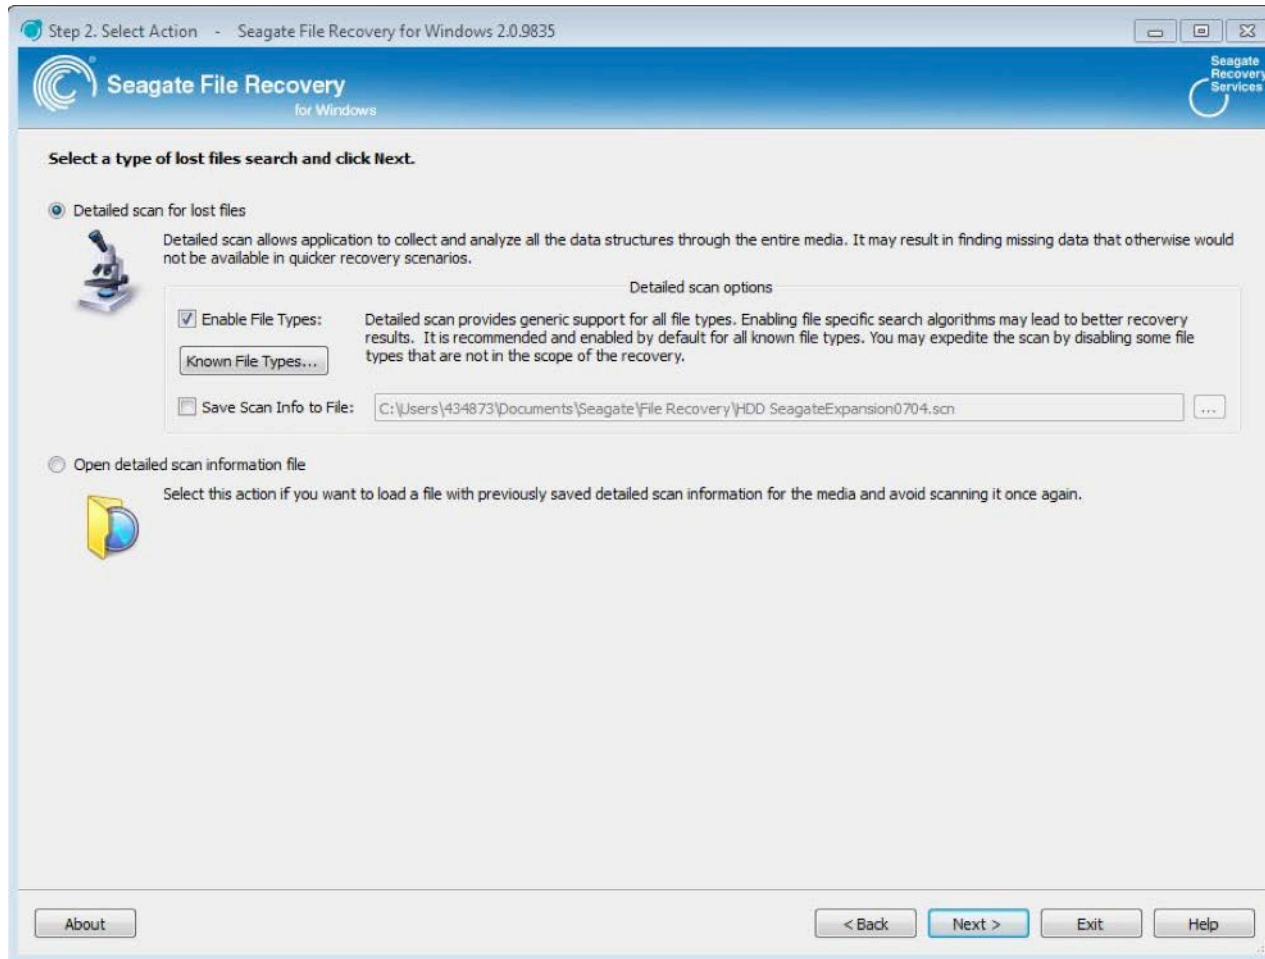 Step 2. Select Action - Seagate File Recovery for Windows 2.0.9835
Seagate File Recovery
for Windows
Seagate
Recovery
Services
Select a type of lost files search and click Next.
Detailed scan for lost files
Detailed scan allows application to collect and analyze all the data structures through the entire media. It may result in finding missing data that otherwise would
not be available in quicker recovery scenarios.
Detailed scan options
Enable File Types:
Detailed scan provides generic support for all file types. Enabling file specific search algorithms may lead to better recovery
results. It is recommended and enabled by default for all known file types. You may expedite the scan by disabling some file
types that are not in the scope of the recovery.
Known File Types...
Save Scan Info to File:
C:\Users\434873\Documents\Seagate\File Recovery\HDD SeagateExpansion0704.scn
...
Open detailed scan information file
Select this action if you want to load a file with previously saved detailed scan information for the media and avoid scanning it once again.
About
< Back
Next >
Exit
Help